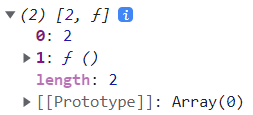 ▼ (2) [2, ƒ] i
0: 2
▶ 1: ƒ ()
length: 2
▶ [[Prototype]]: Array(0)